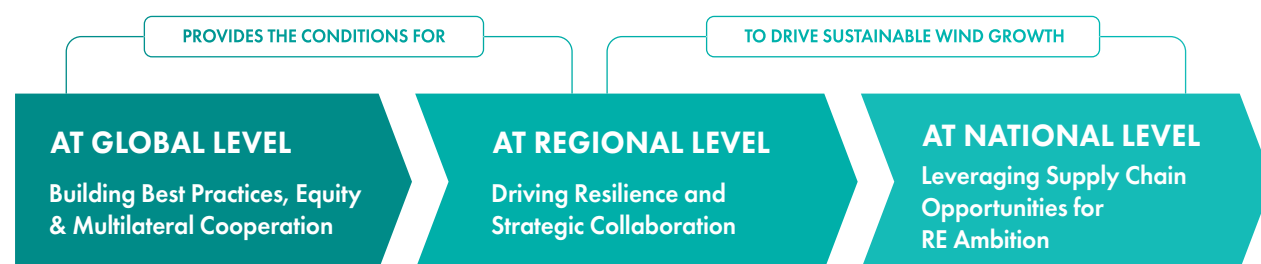 PROVIDES THE CONDITIONS FOR
TO DRIVE SUSTAINABLE WIND GROWTH
AT GLOBAL LEVEL
Building Best Practices, Equity
& Multilateral Cooperation
AT REGIONAL LEVEL
Driving Resilience and
Strategic Collaboration
AT NATIONAL LEVEL
Leveraging Supply Chain
Opportunities for
RE Ambition